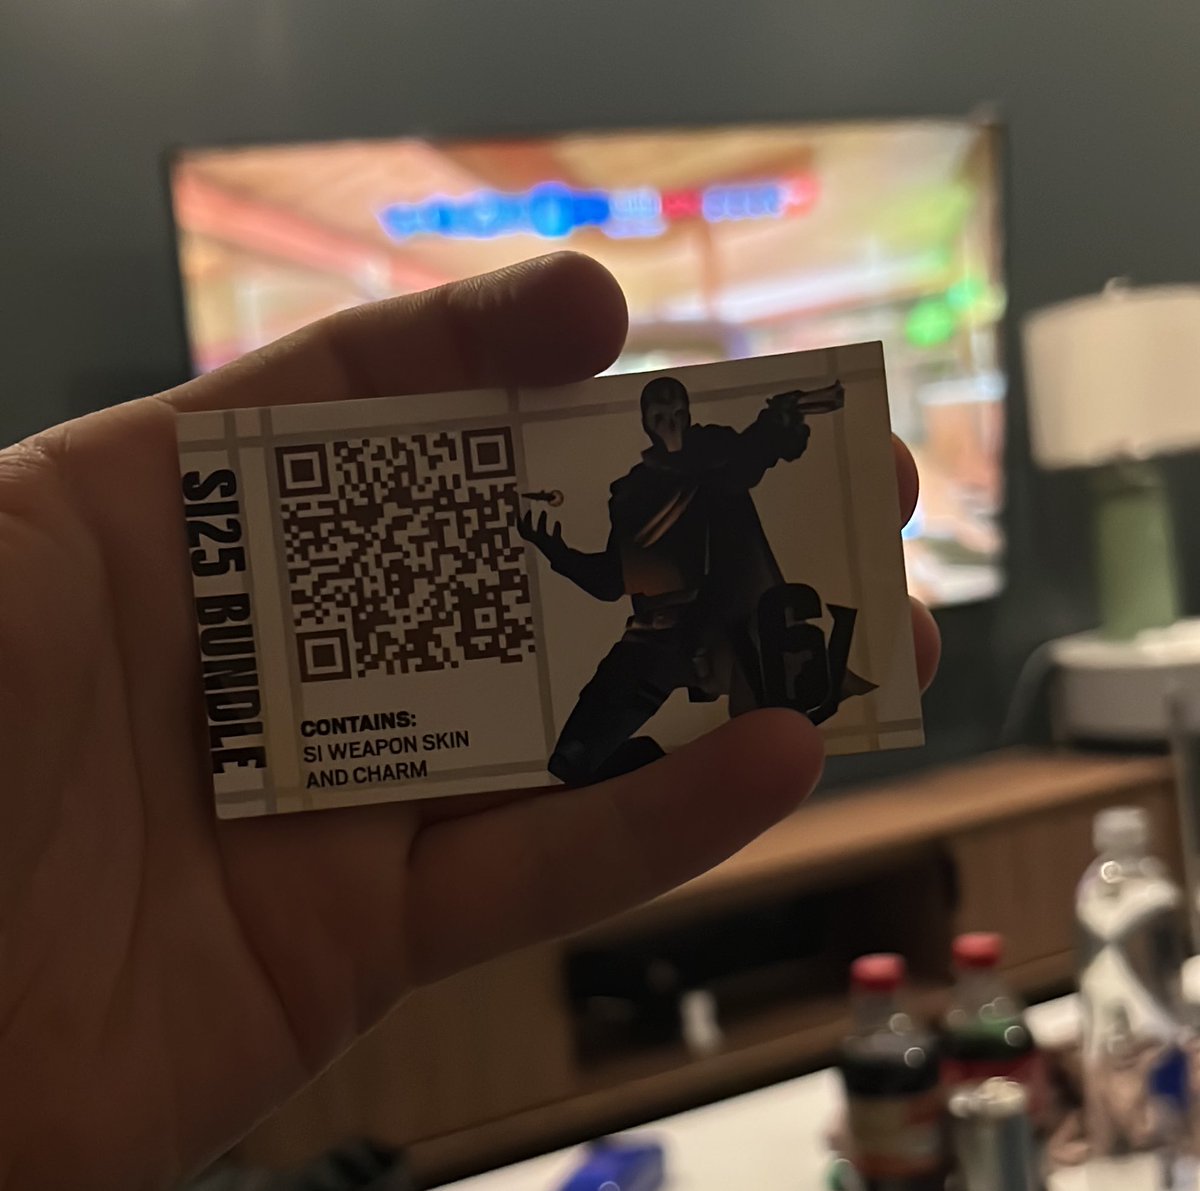 SI25 BUNDLE
CONTAINS:
SI WEAPON SKIN
AND CHARM